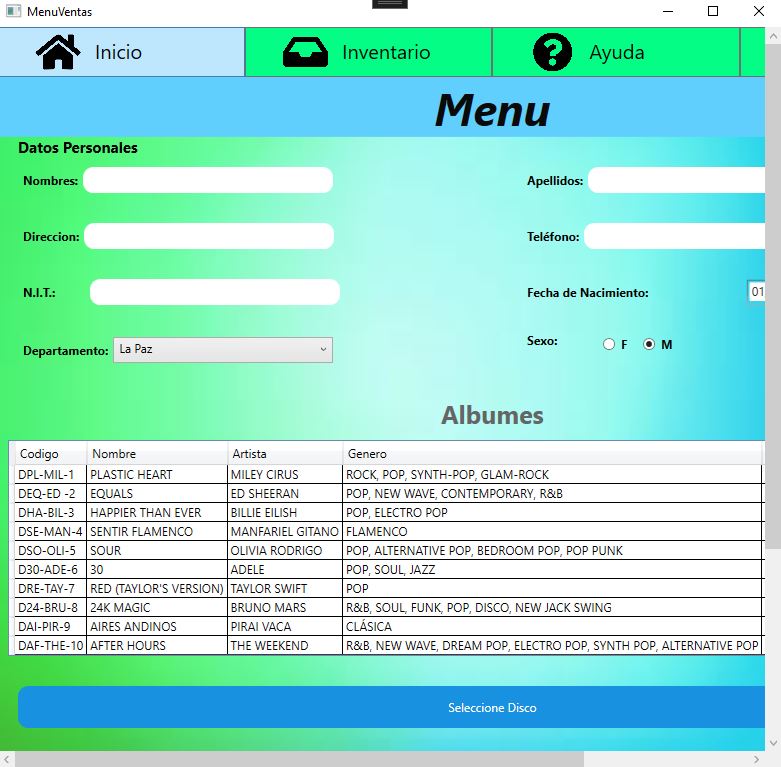 MenuVentas
Inicio Inventario Ayuda
Menu
Datos Personales
Nombres: Apellidos:
Direccion: Teléfono:
N.I.T.: Fecha de Nacimiento: 01
Departamento: La Paz Sexo: F M
Albumes
Codigo Nombre Artista Genero
DPL-MIL-1 PLASTIC HEART MILEY CIRUS ROCK, POP, SYNTH-POP, GLAM-ROCK
DEQ-ED -2 EQUALS ED SHEERAN POP, NEW WAVE, CONTEMPORARY, R&B
DHA-BIL-3 HAPPIER THAN EVER BILLIE EILISH POP, ELECTRO POP
DSE-MAN-4 SENTIR FLAMENCO MANFARIEL GITANO FLAMENCO
DSO-OLI-5 SOUR OLIVIA RODRIGO POP, ALTERNATIVE POP, BEDROOM POP, POP PUNK
D30-ADE-6 30 ADELE POP, SOUL, JAZZ
DRE-TAY-7 RED (TAYLOR'S VERSION) TAYLOR SWIFT POP
D24-BRU-8 24K MAGIC BRUNO MARS R&B, SOUL, FUNK, POP, DISCO, NEW JACK SWING
DAI-PIR-9 AIRES ANDINOS PIRAI VACA CLÁSICA
DAF-THE-10 AFTER HOURS THE WEEKEND R&B, NEW WAVE, DREAM POP, ELECTRO POP, SYNTH POP, ALTERNATIVE POP
Seleccione Disco